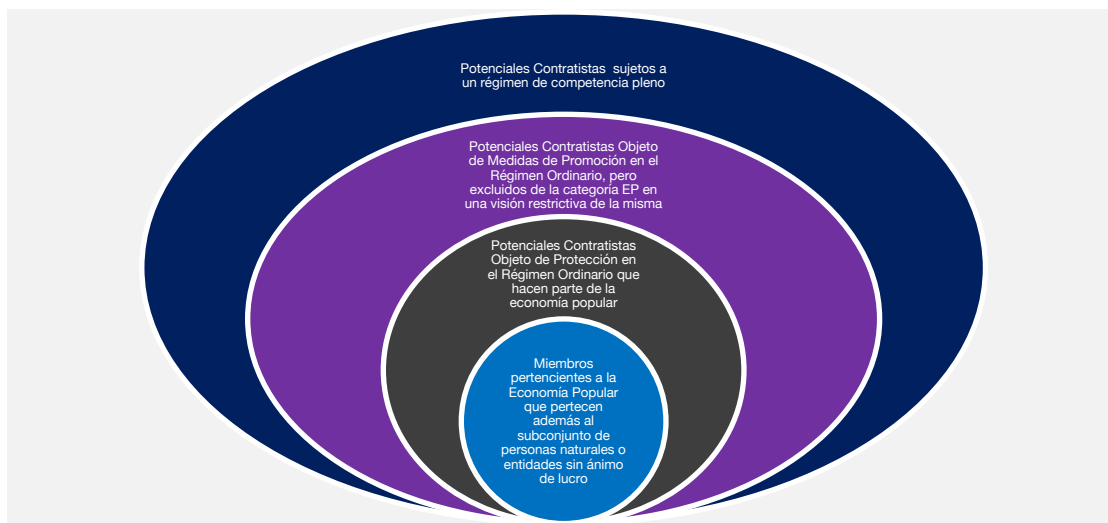 Potenciales Contratistas sujetos a
un régimen de competencia pleno
Potenciales Contratistas Objeto
de Medidas de Promoción en el
Régimen Ordinario, pero
excluidos de la categoría EP en
una visión restrictiva de la misma
Potenciales Contratistas
Objeto de Protección en
el Régimen Ordinario que
hacen parte de la
economía popular
Miembros
pertencientes a la
Economía Popular
que pertecen
además al
subconjunto de
personas naturales o
entidades sin ánimo
de lucro